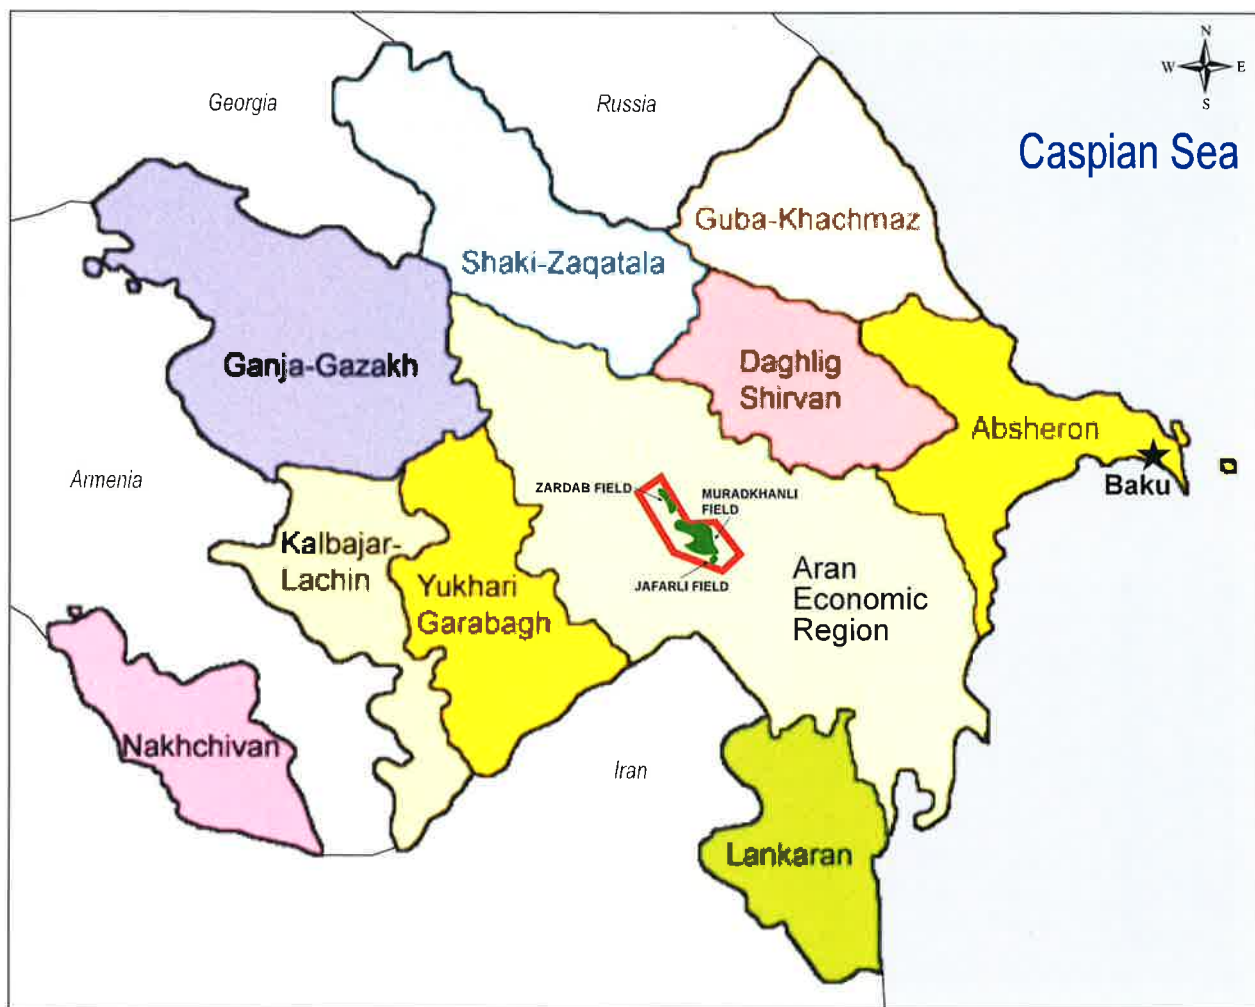 N
W E
S
Georgia
Russia
Caspian Sea
Guba-Khachmaz
Shaki-Zaqatala
Ganja-Gazakh
Daghlig
Shirvan
Absheron
Baku
Armenia
ZARDAB FIELD
MURADKHANLI
FIELD
JAFARLI FIELD
Kalbajar-
Lachin
Yukhari
Garabagh
Aran
Economic
Region
Nakhchivan
Iran
Lankaran